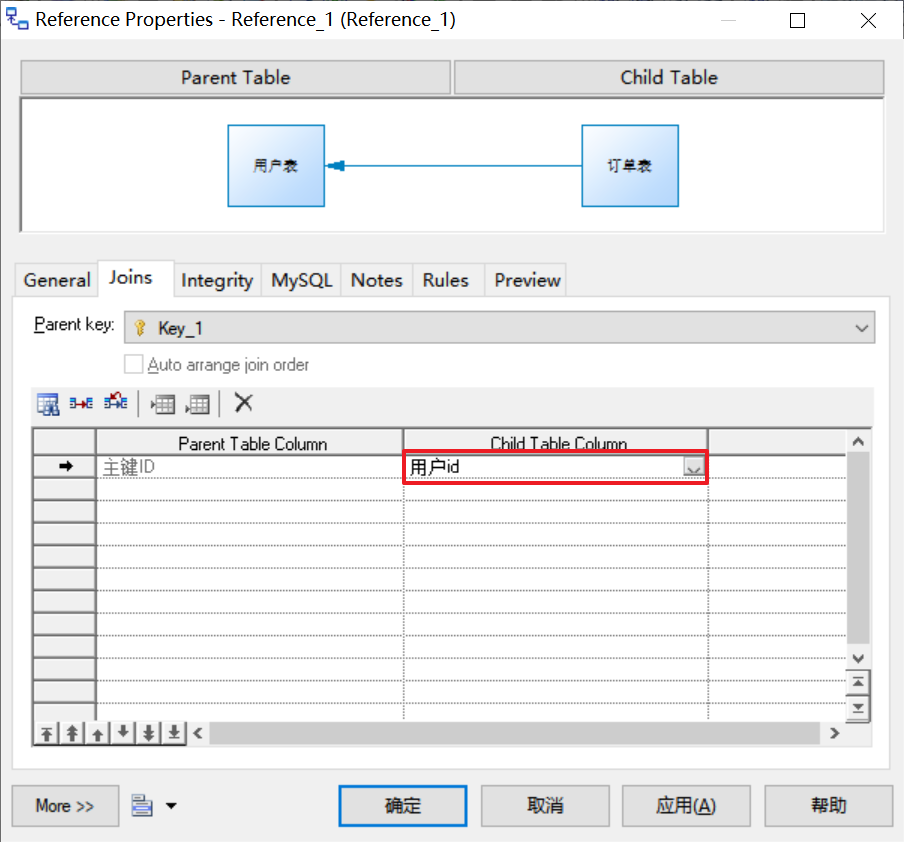 Reference Properties - Reference_1 (Reference_1)
Parent Table Child Table
用户表 订单表
General Joins Integrity MySQL Notes Rules Preview
Parent key: Key_1
Auto arrange join order
Parent Table Column Child Table Column
主键ID 用户id
More >> 确定 取消 应用(A) 帮助